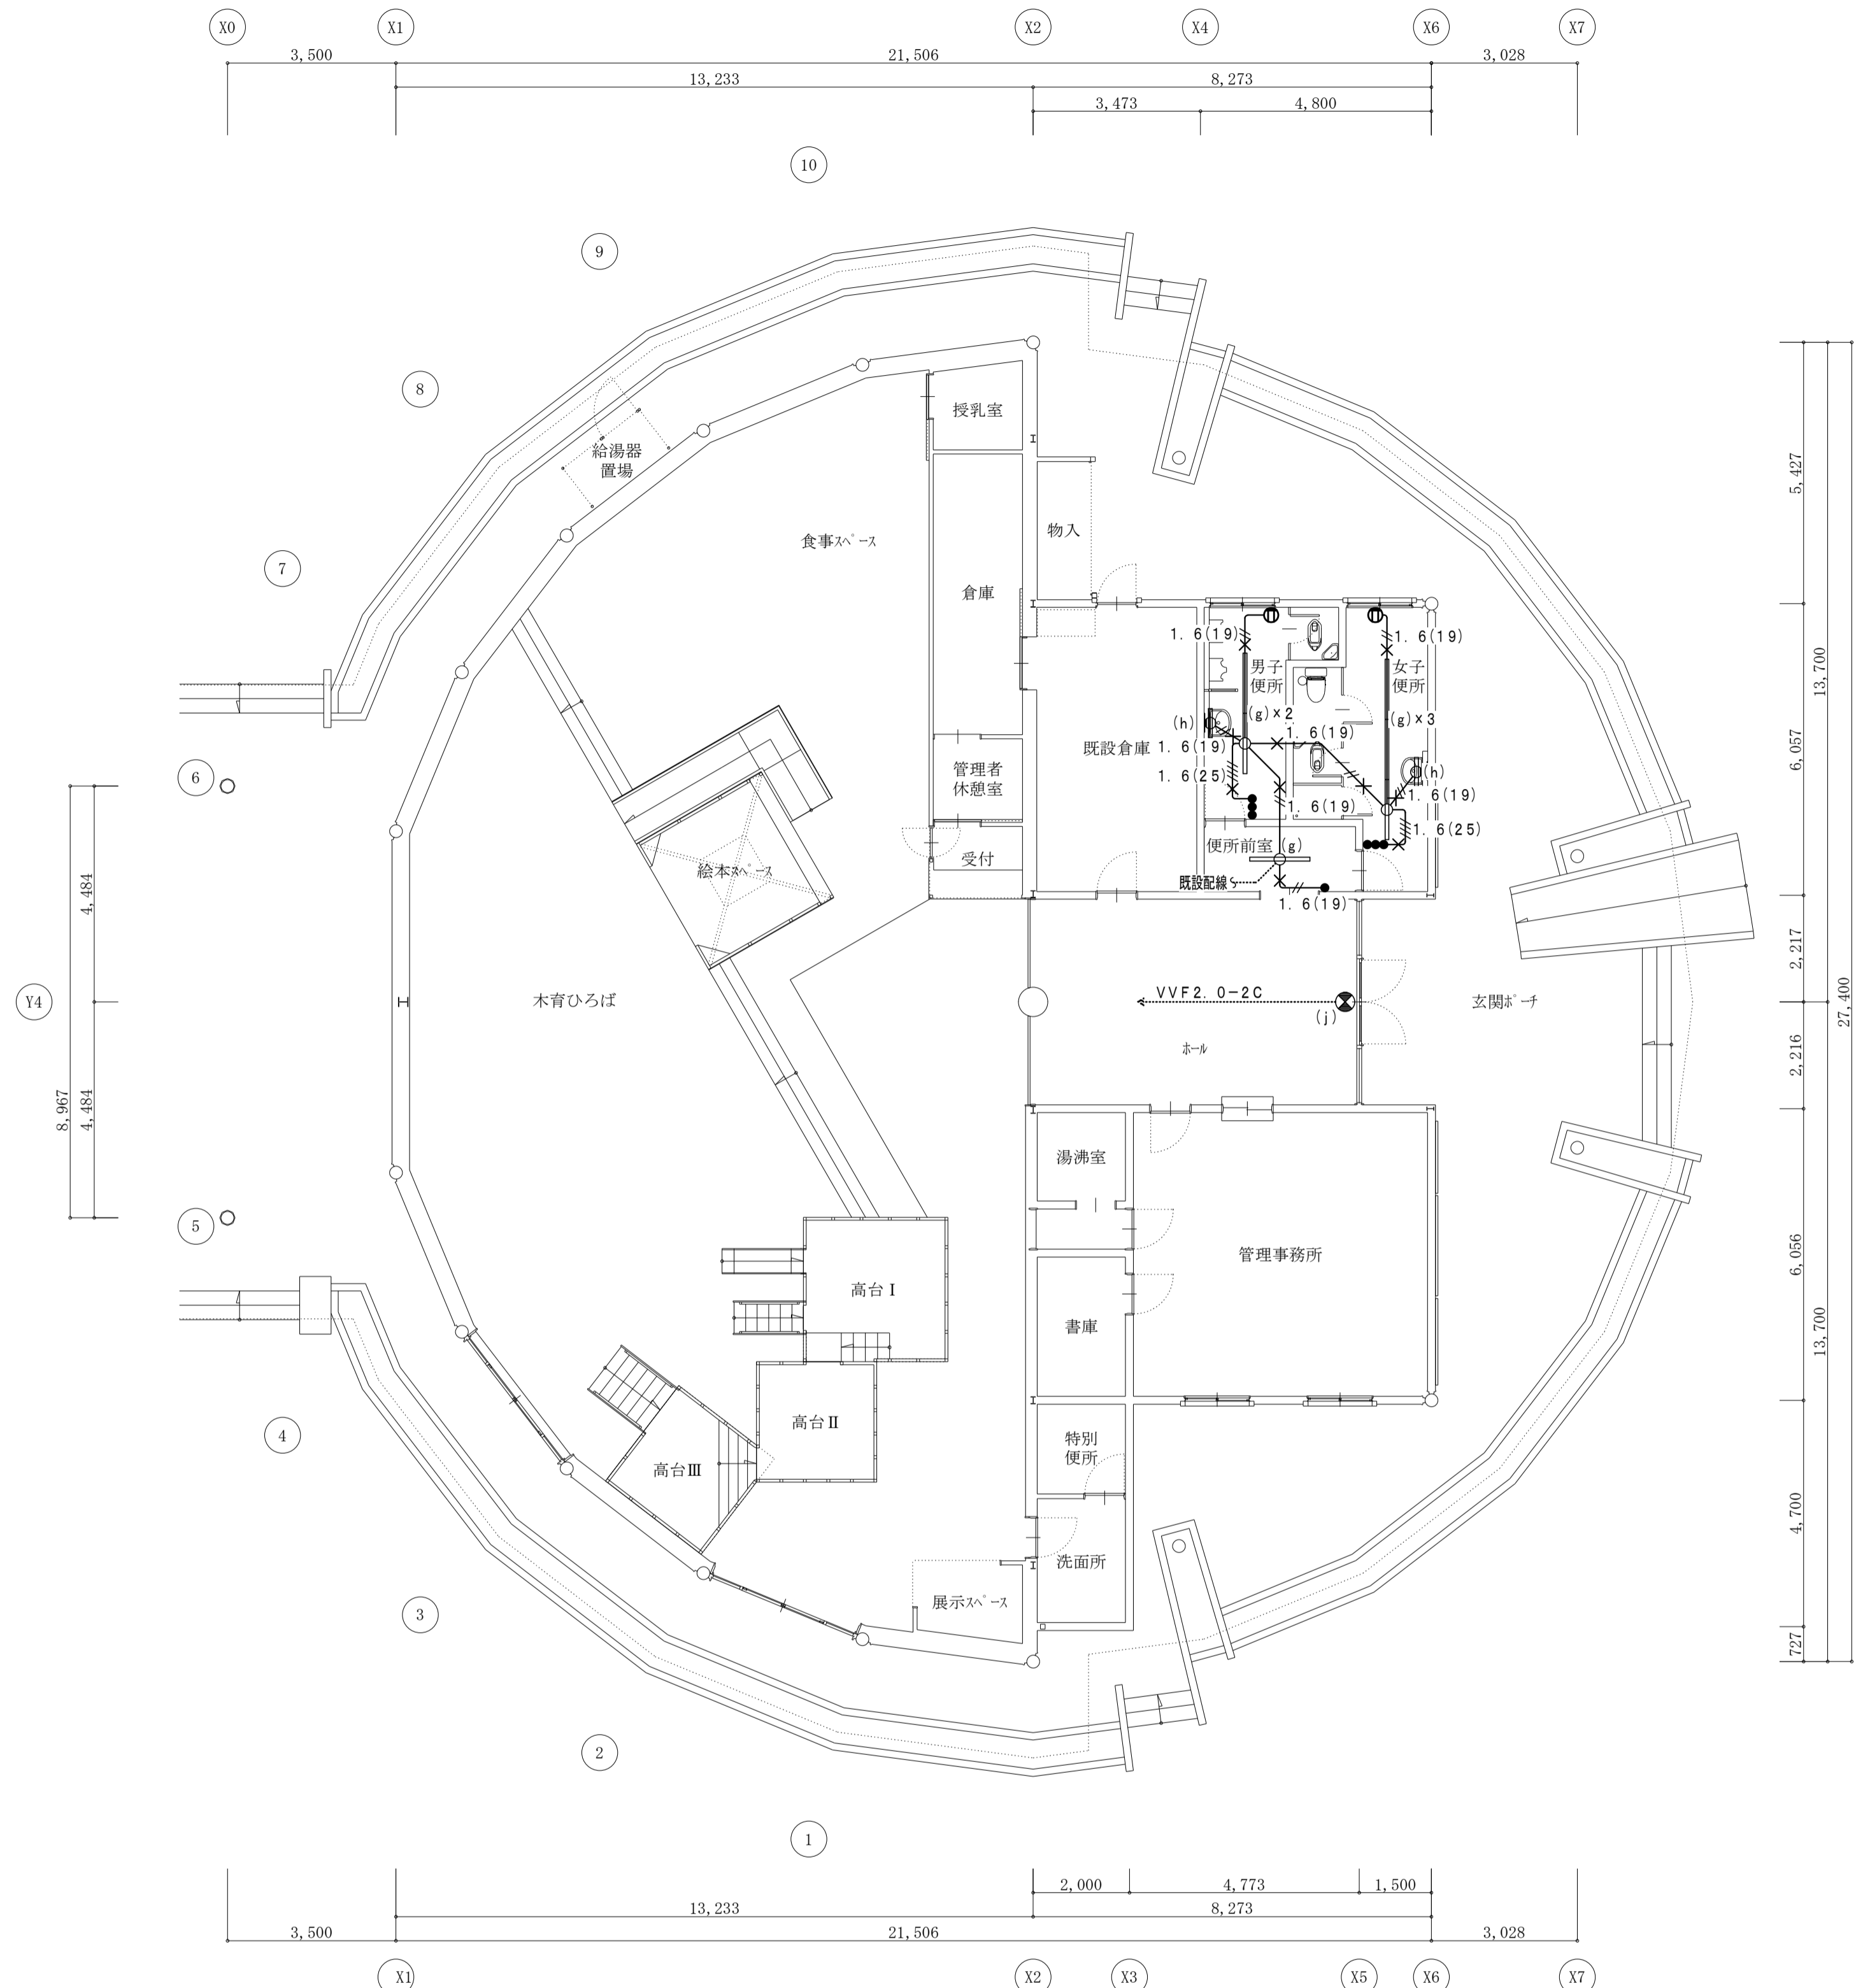 X0
X1
X2
X4
X6
X7
3,500
21,506
3,028
13,233
8,273
3,473
4,800
10
9
8
7
6
5
4
3
2
1
Y4
8,967
4,484
4,484
5,427
6,057
2,217
2,216
6,056
4,700
727
13,700
13,700
27,400
授乳室
給湯器
置場
食事スペース
物入
倉庫
1.6(19)
1.6(19)
男子
便所
女子
便所
(h)
(g)×2
(g)×3
1.6(19)
既設倉庫
1.6(19)
1.6(25)
(h)
1.6(19)
1.6(19)
1.6(25)
管理者
休憩室
便所前室
(g)
受付
絵本スペース
既設配線
1.6(19)
木育ひろば
VVF2.0-2C
(j)
玄関ポーチ
ホール
湯沸室
管理事務所
高台Ⅰ
書庫
高台Ⅱ
特別
便所
高台Ⅲ
洗面所
展示スペース
2,000
4,773
1,500
13,233
8,273
3,500
21,506
3,028
X1
X2
X3
X5
X6
X7